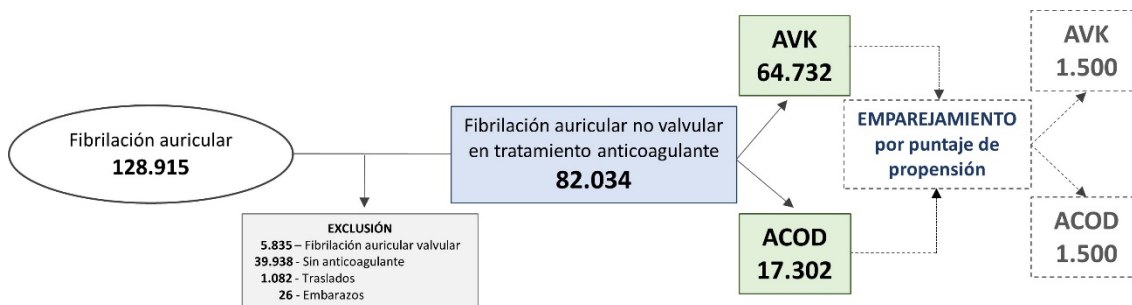 Fibrilación auricular
128.915
EXCLUSIÓN
5.835 – Fibrilación auricular valvular
39.938 - Sin anticoagulante
1.082 - Traslados
26 - Embarazos
Fibrilación auricular no valvular
en tratamiento anticoagulante
82.034
AVK
64.732
ACOD
17.302
EMPAREJAMIENTO
por puntaje de
propensión
AVK
1.500
ACOD
1.500